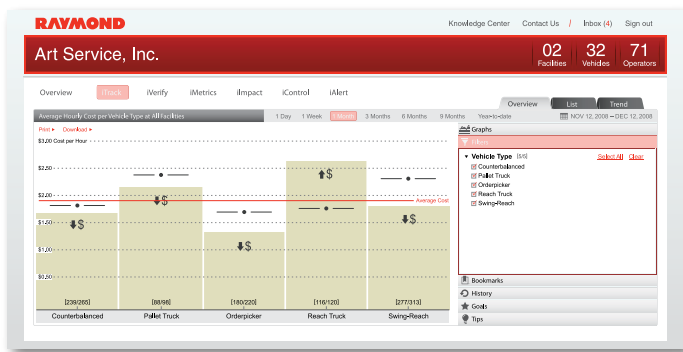 RAYMOND
Knowledge Center Contact Us / Inbox (4) Sign out
Art Service, Inc.
02 32 71
Facilities Vehicles Operators
Overview iTrack iVerify iMetrics iImpact iControl iAlert
Overview List Trend
Average Hourly Cost per Vehicle Type at All Facilities
1 Day 1 Week 1 Month 3 Months 6 Months 9 Months Year-to-date
NOV 12, 2008 – DEC 12, 2008
Print Download
$3,00 Cost per Hour
$2,50
$2,00
$1,50
$1,00
$0,50
Average Cost
$ $ $ $ $
[239/265] [88/98] [180/220] [116/120] [277/313]
Counterbalanced Pallet Truck Orderpicker Reach Truck Swing-Reach
Graphs
Filters
Vehicle Type [5/5] Select All Clear
Counterbalanced
Pallet Truck
Orderpicker
Reach Truck
Swing-Reach
Bookmarks
History
Goals
Tips